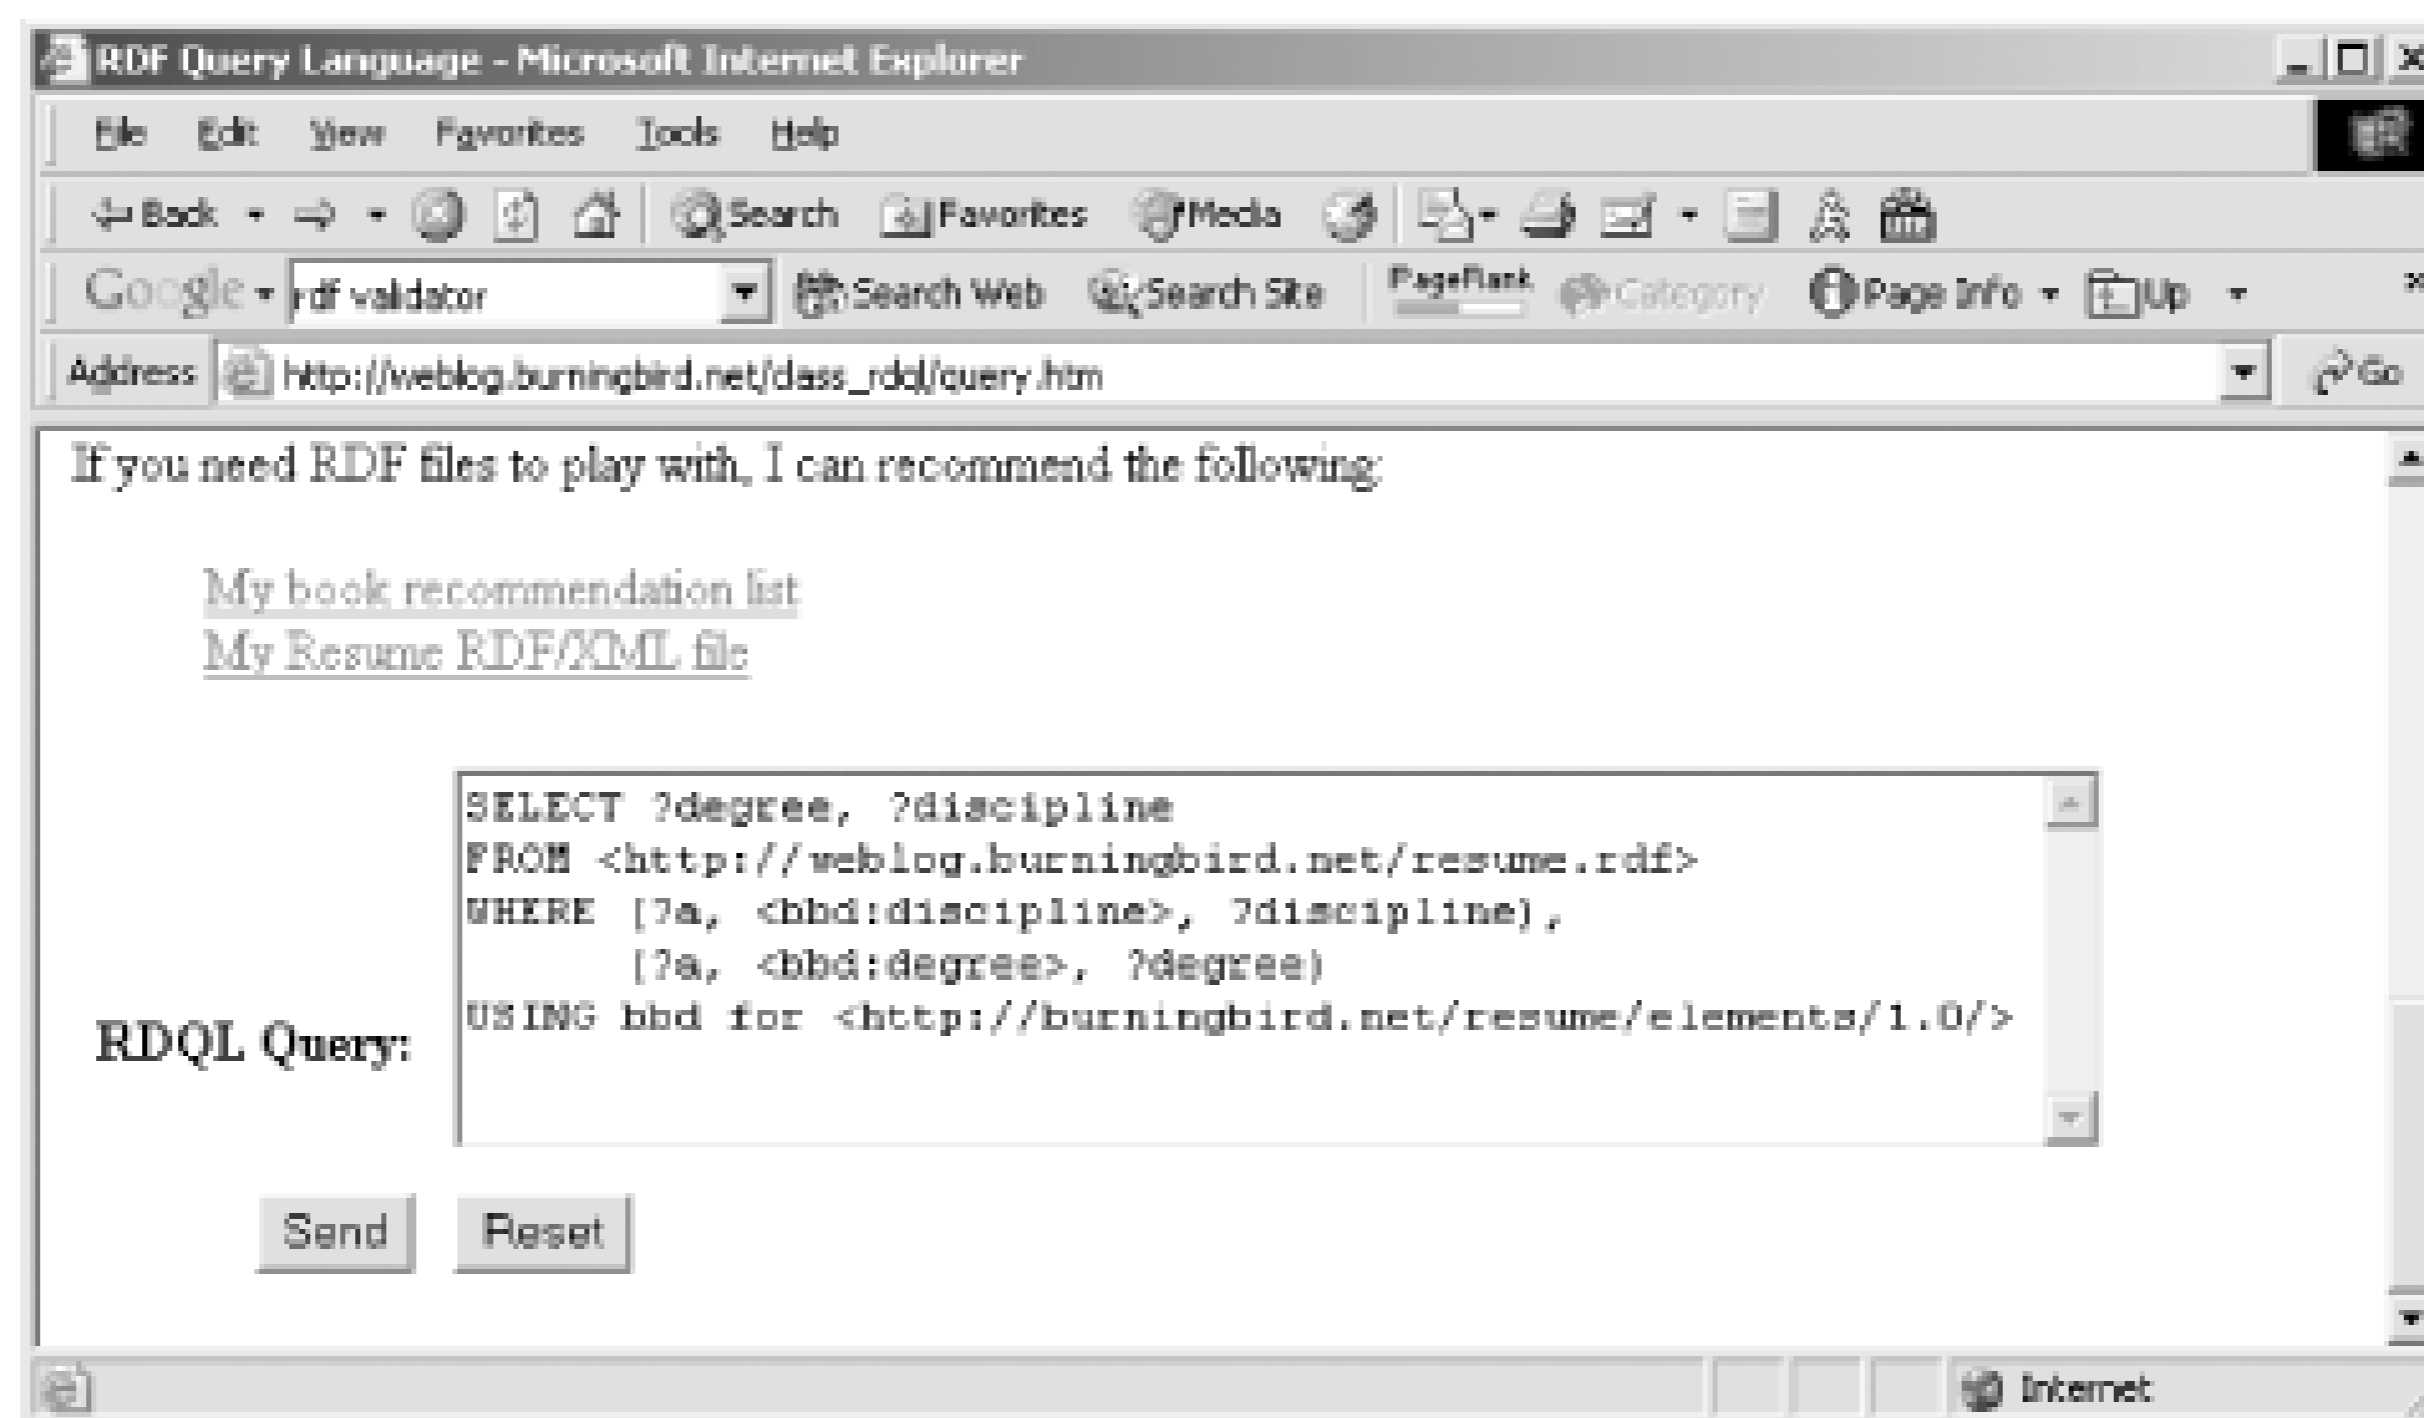 RDF Query Language - Microsoft Internet Explorer
File Edit View Favorites Tools Help
Back Search Favorites Media
Google rdf validator Search Web Search Site PageRank Category Page Info Up
Address http://weblog.burningbird.net/class_rdql/query.htm Go
If you need RDF files to play with, I can recommend the following:
My book recommendation list
My Resume RDF/XML file
SELECT ?degree, ?discipline
FROM <http://weblog.burningbird.net/resume.rdf>
WHERE (?a, <bbd:discipline>, ?discipline),
(?a, <bbd:degree>, ?degree)
USING bbd for <http://burningbird.net/resume/elements/1.0/>
RDQL Query:
Send Reset
Internet